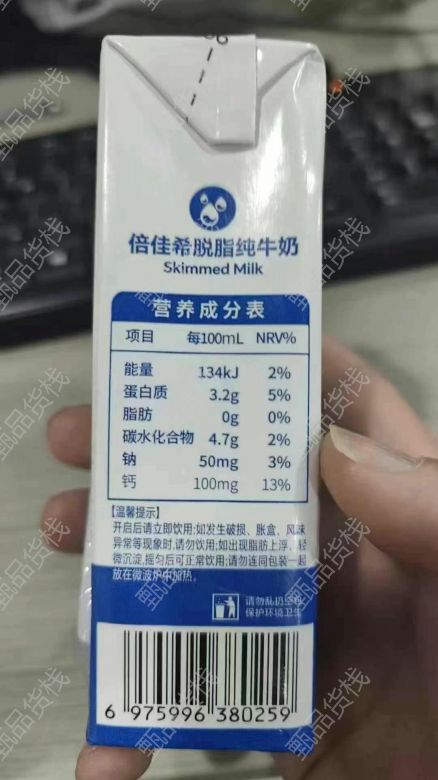 倍佳希脱脂纯牛奶
Skimmed Milk
营养成分表
项目 每100mL NRV%
能量 134kJ 2%
蛋白质 3.2g 5%
脂肪 0g 0%
碳水化合物 4.7g 2%
钠 50mg 3%
钙 100mg 13%
【温馨提示】
开启后请立即饮用;如发生破损、胀盒、风味
异常等现象时,请勿饮用;如出现脂肪上浮、轻
微沉淀,摇匀后可正常饮用;请勿连同包装一起
放在微波炉中加热。
请勿乱扔空包
保护环境卫生
6 975996 380259
甄品货栈